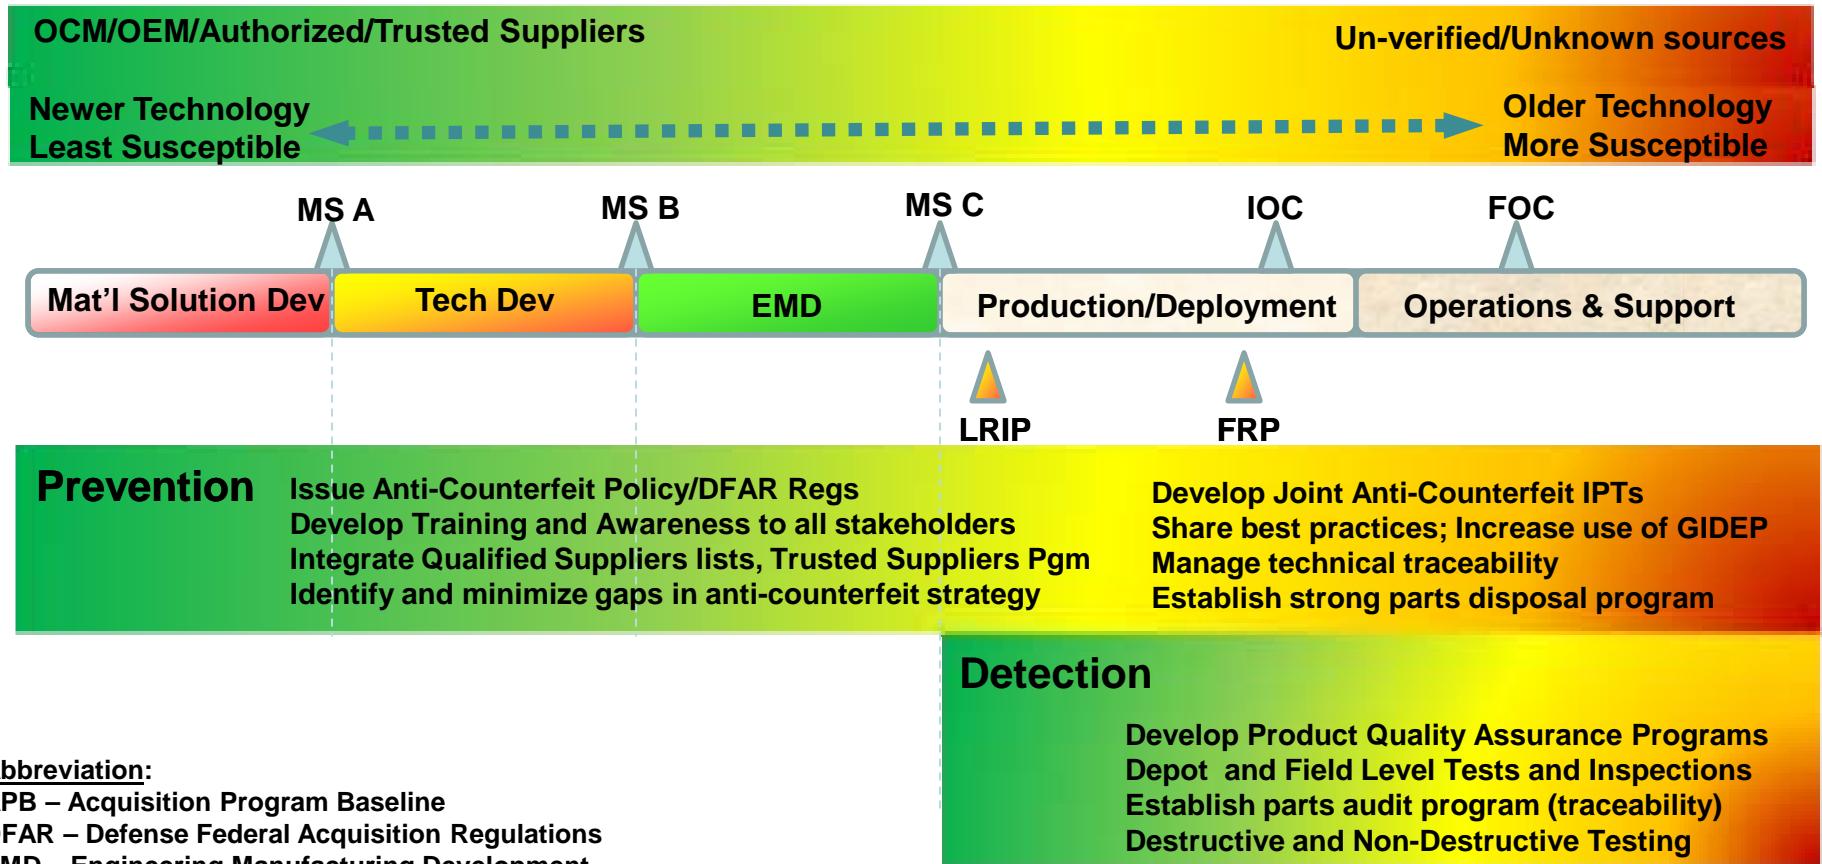 OCM/OEM/Authorized/Trusted Suppliers
Un-verified/Unknown sources
Newer Technology
Least Susceptible
Older Technology
More Susceptible
MS A
MS B
MS C
IOC
FOC
Mat'l Solution Dev
Tech Dev
EMD
Production/Deployment
Operations & Support
LRIP
FRP
Prevention
Issue Anti-Counterfeit Policy/DFAR Regs
Develop Training and Awareness to all stakeholders
Integrate Qualified Suppliers lists, Trusted Suppliers Pgm
Identify and minimize gaps in anti-counterfeit strategy
Develop Joint Anti-Counterfeit IPTs
Share best practices; Increase use of GIDEP
Manage technical traceability
Establish strong parts disposal program
Detection
Develop Product Quality Assurance Programs
Depot and Field Level Tests and Inspections
Establish parts audit program (traceability)
Destructive and Non-Destructive Testing
bbreviation:
PB – Acquisition Program Baseline
FAR – Defense Federal Acquisition Regulations
MD – Engineering Manufacturing Development